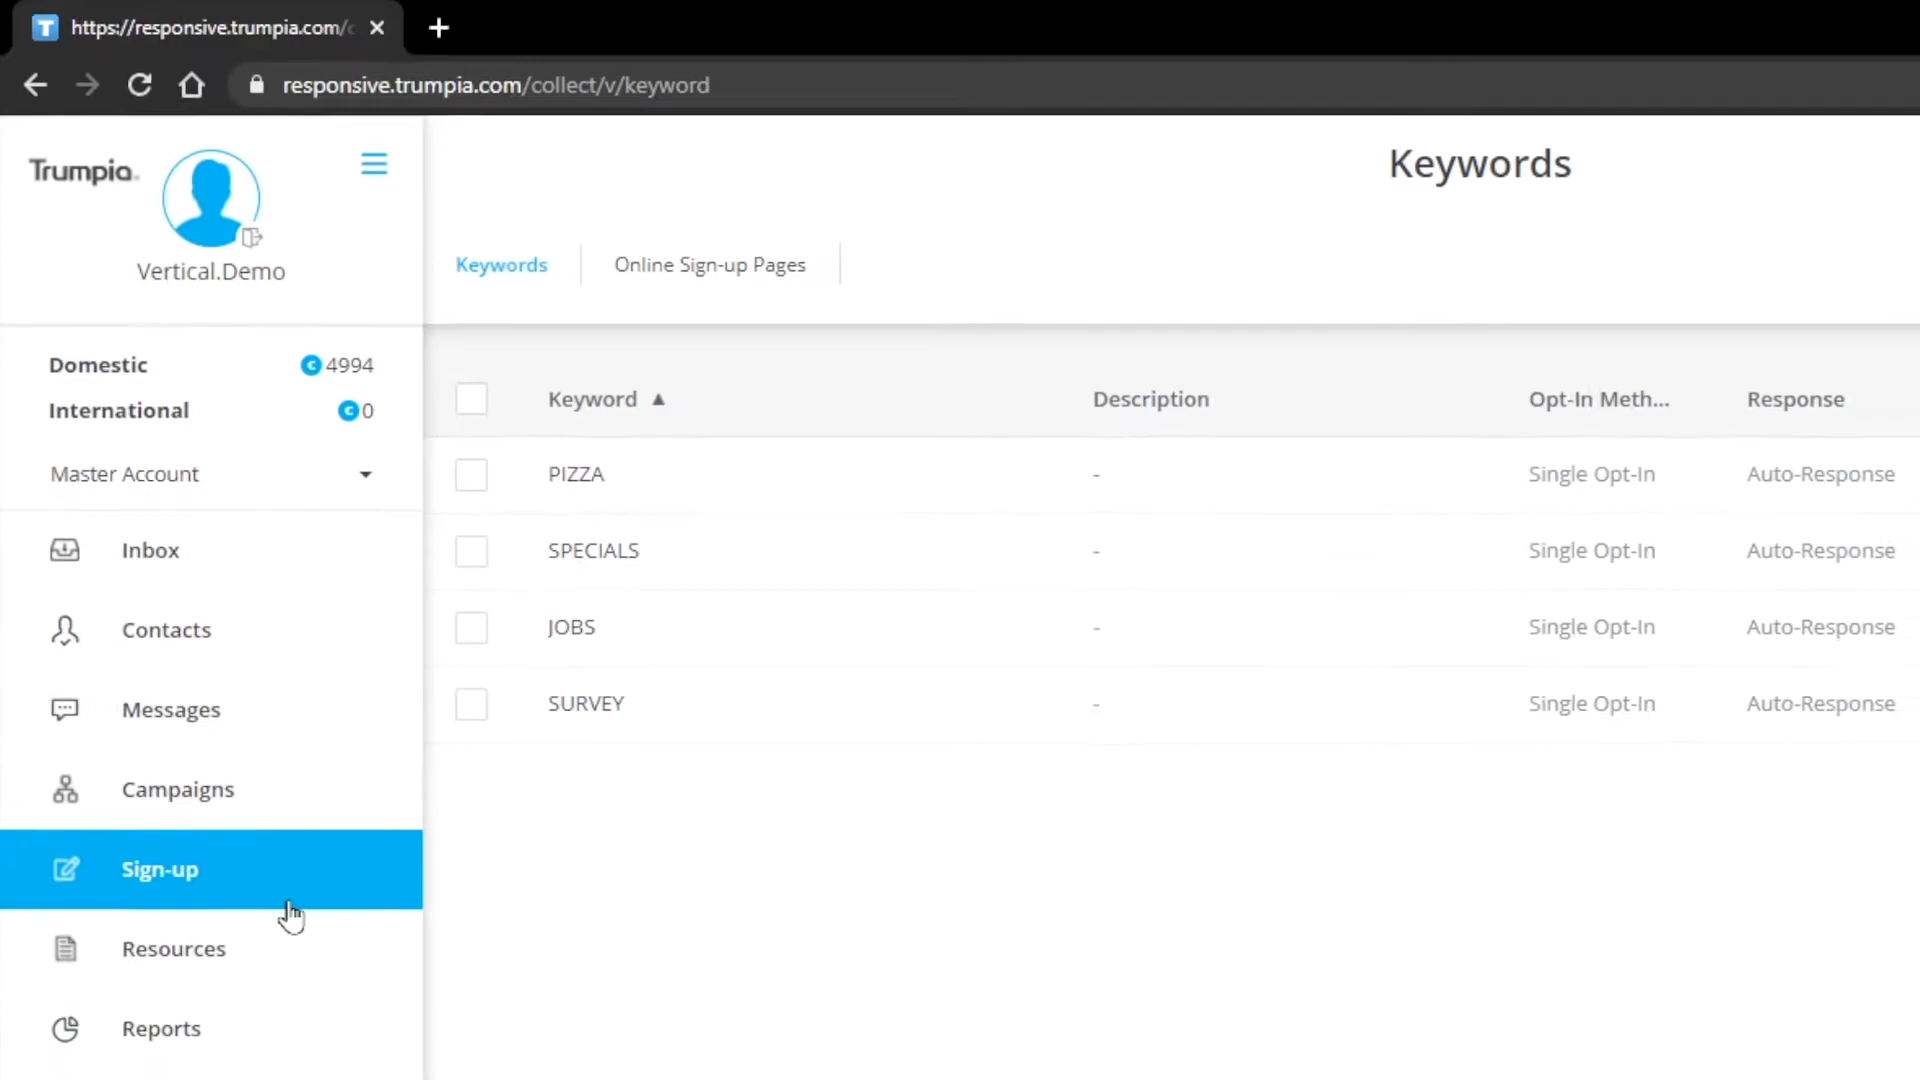 https://responsive.trumpia.com/
responsive.trumpia.com/collect/v/keyword
Trumpia
Vertical.Demo
Domestic 4994
International 0
Master Account
Inbox
Contacts
Messages
Campaigns
Sign-up
Resources
Reports
Keywords
Keywords Online Sign-up Pages
Keyword ▲ Description Opt-In Meth... Response
PIZZA - Single Opt-In Auto-Response
SPECIALS - Single Opt-In Auto-Response
JOBS - Single Opt-In Auto-Response
SURVEY - Single Opt-In Auto-Response